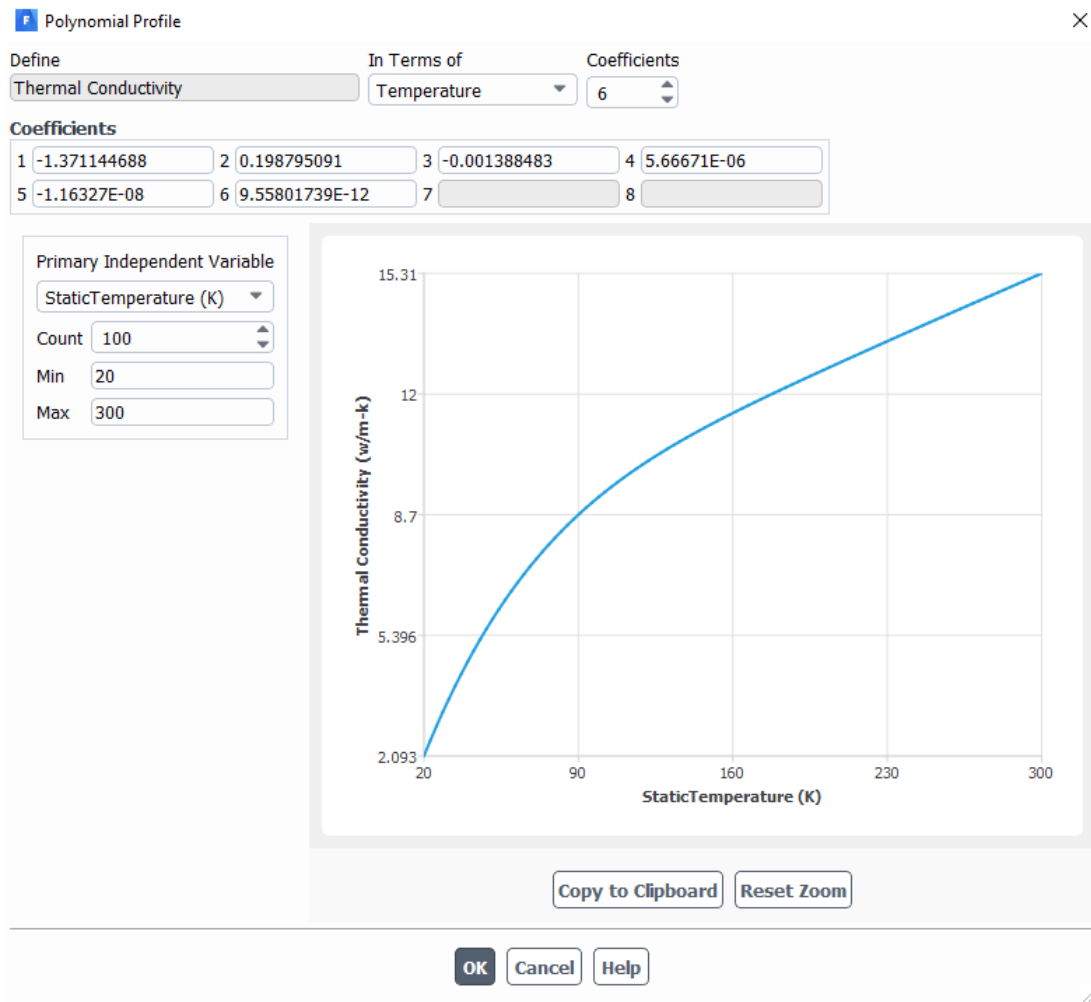 F Polynomial Profile
Define In Terms of Coefficients
Thermal Conductivity Temperature 6
Coefficients
1 -1.371144688 2 0.198795091 3 -0.001388483 4 5.66671E-06
5 -1.16327E-08 6 9.55801739E-12 7 8
Primary Independent Variable
StaticTemperature (K)
Count 100
Min 20
Max 300
Thermal Conductivity (w/m-k)
15.31
12
8.7
5.396
2.093
20 90 160 230 300
StaticTemperature (K)
Copy to Clipboard Reset Zoom
OK Cancel Help